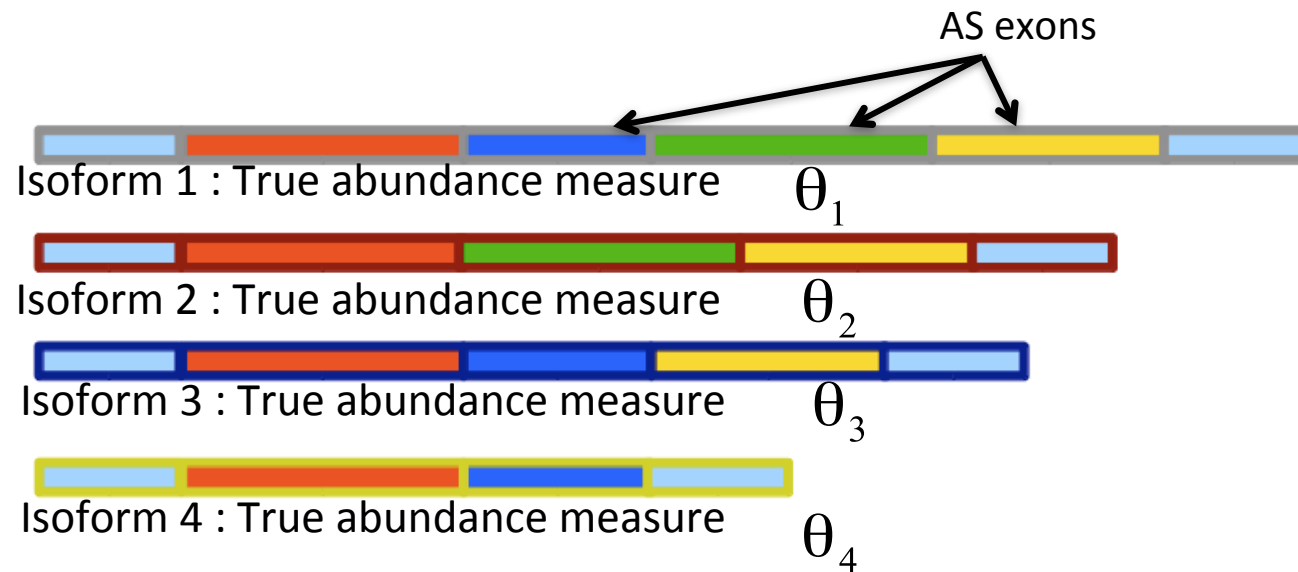 AS exons
Isoform 1 : True abundance measure θ₁
Isoform 2 : True abundance measure θ₂
Isoform 3 : True abundance measure θ₃
Isoform 4 : True abundance measure θ₄